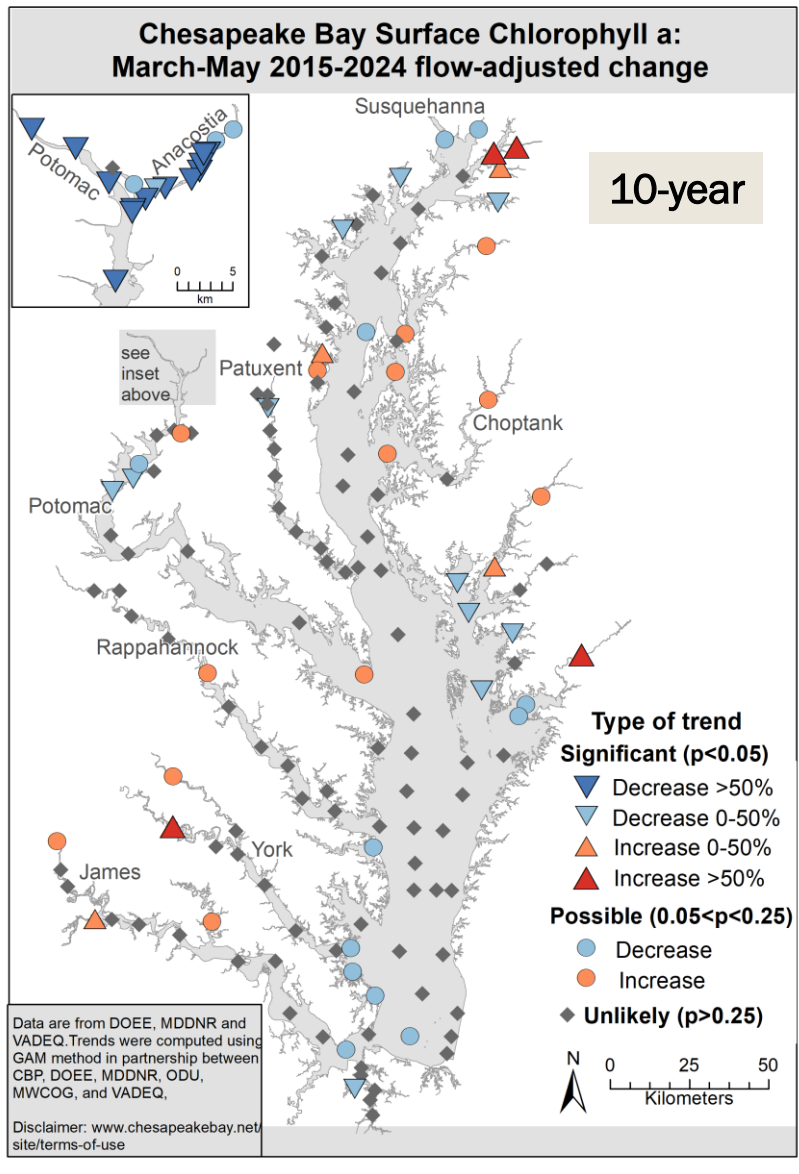 Chesapeake Bay Surface Chlorophyll a:
March-May 2015-2024 flow-adjusted change
Susquehanna
Anacostia
Potomac
10-year
0 5
km
see
inset
above
Patuxent
Choptank
Potomac
Rappahannock
York
James
Type of trend
Significant (p<0.05)
Decrease >50%
Decrease 0-50%
Increase 0-50%
Increase >50%
Possible (0.05<p<0.25)
Decrease
Increase
Unlikely (p>0.25)
N
0 25 50
Kilometers
Data are from DOEE, MDDNR and
VADEQ.Trends were computed using
GAM method in partnership between
CBP, DOEE, MDDNR, ODU,
MWCOG, and VADEQ,
Disclaimer: www.chesapeakebay.net/
site/terms-of-use